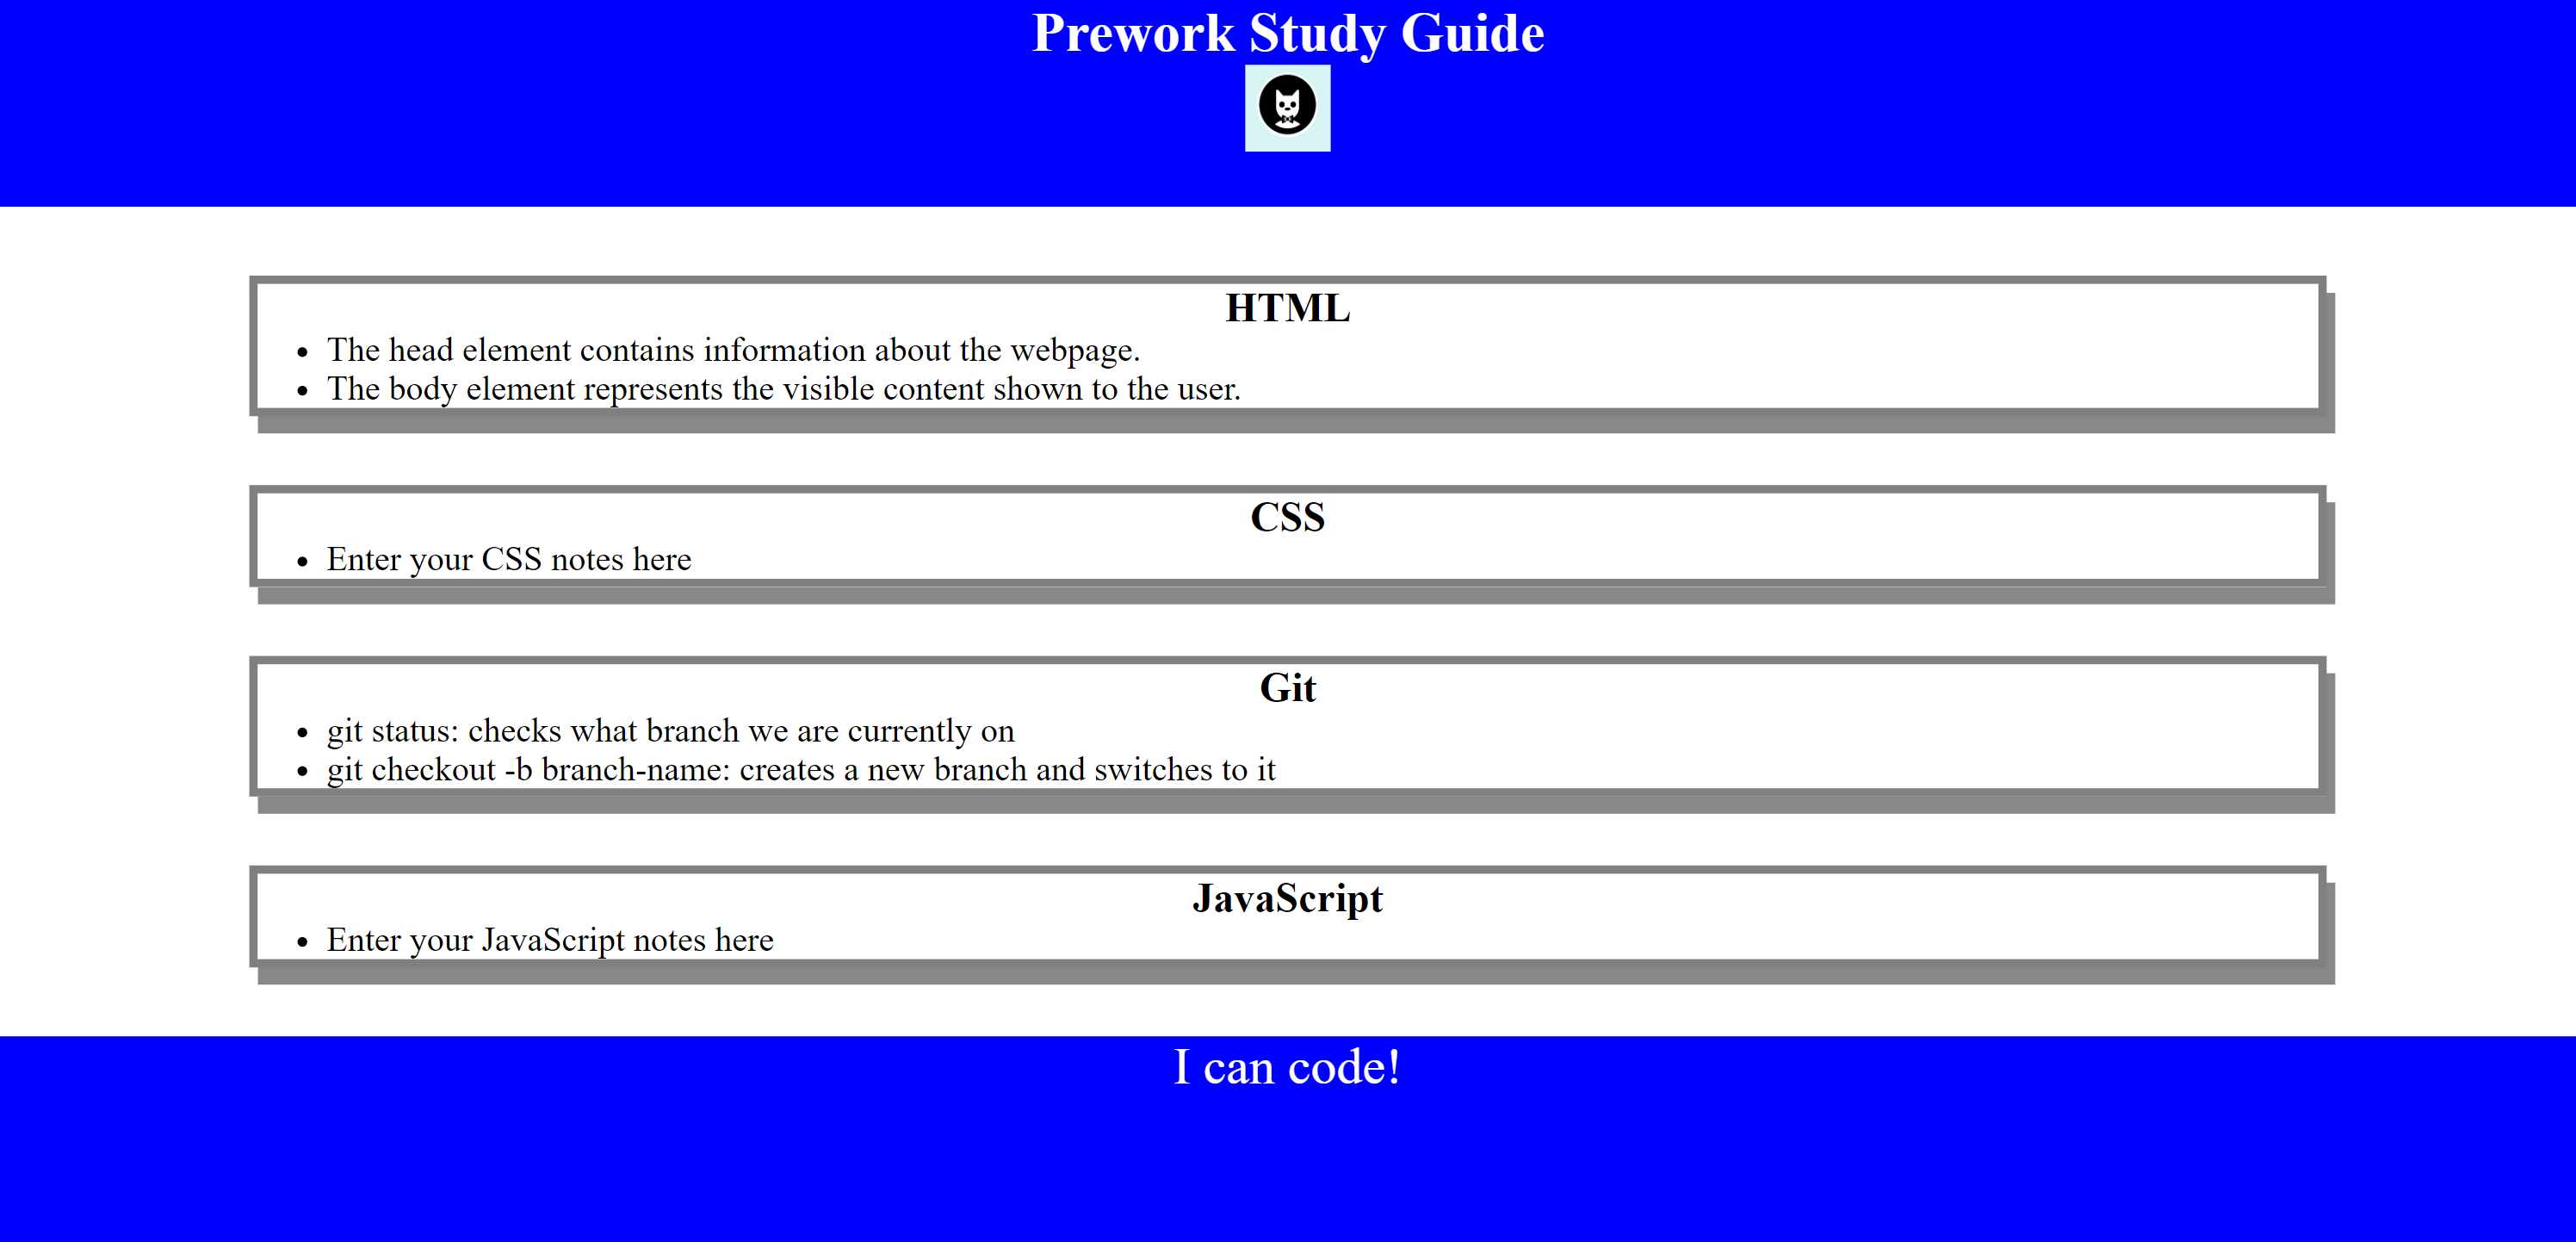 Prework Study Guide
HTML
The head element contains information about the webpage.
The body element represents the visible content shown to the user.
CSS
Enter your CSS notes here
Git
git status: checks what branch we are currently on
git checkout -b branch-name: creates a new branch and switches to it
JavaScript
Enter your JavaScript notes here
I can code!